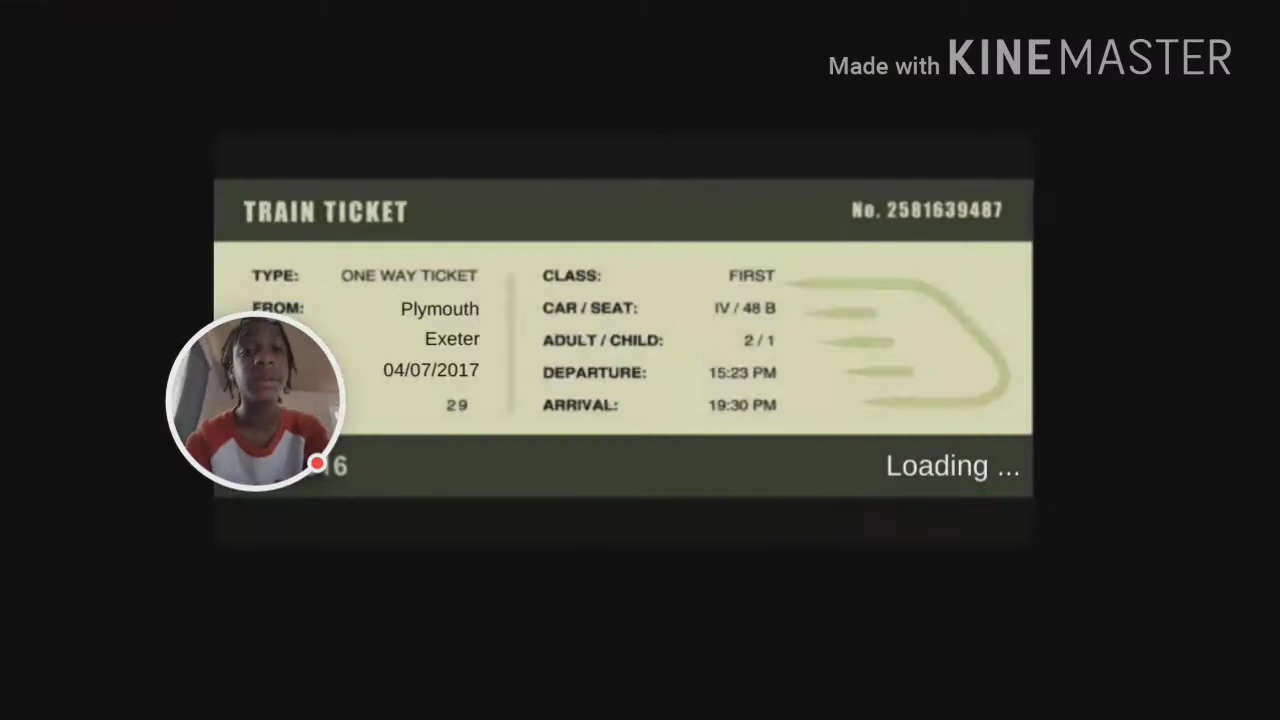 Made with KINEMASTER
TRAIN TICKET No. 2581639487
TYPE: ONE WAY TICKET CLASS: FIRST
FROM: Plymouth CAR / SEAT: IV / 48 B
Exeter ADULT / CHILD: 2 / 1
04/07/2017 DEPARTURE: 15:23 PM
29 ARRIVAL: 19:30 PM
16 Loading ...